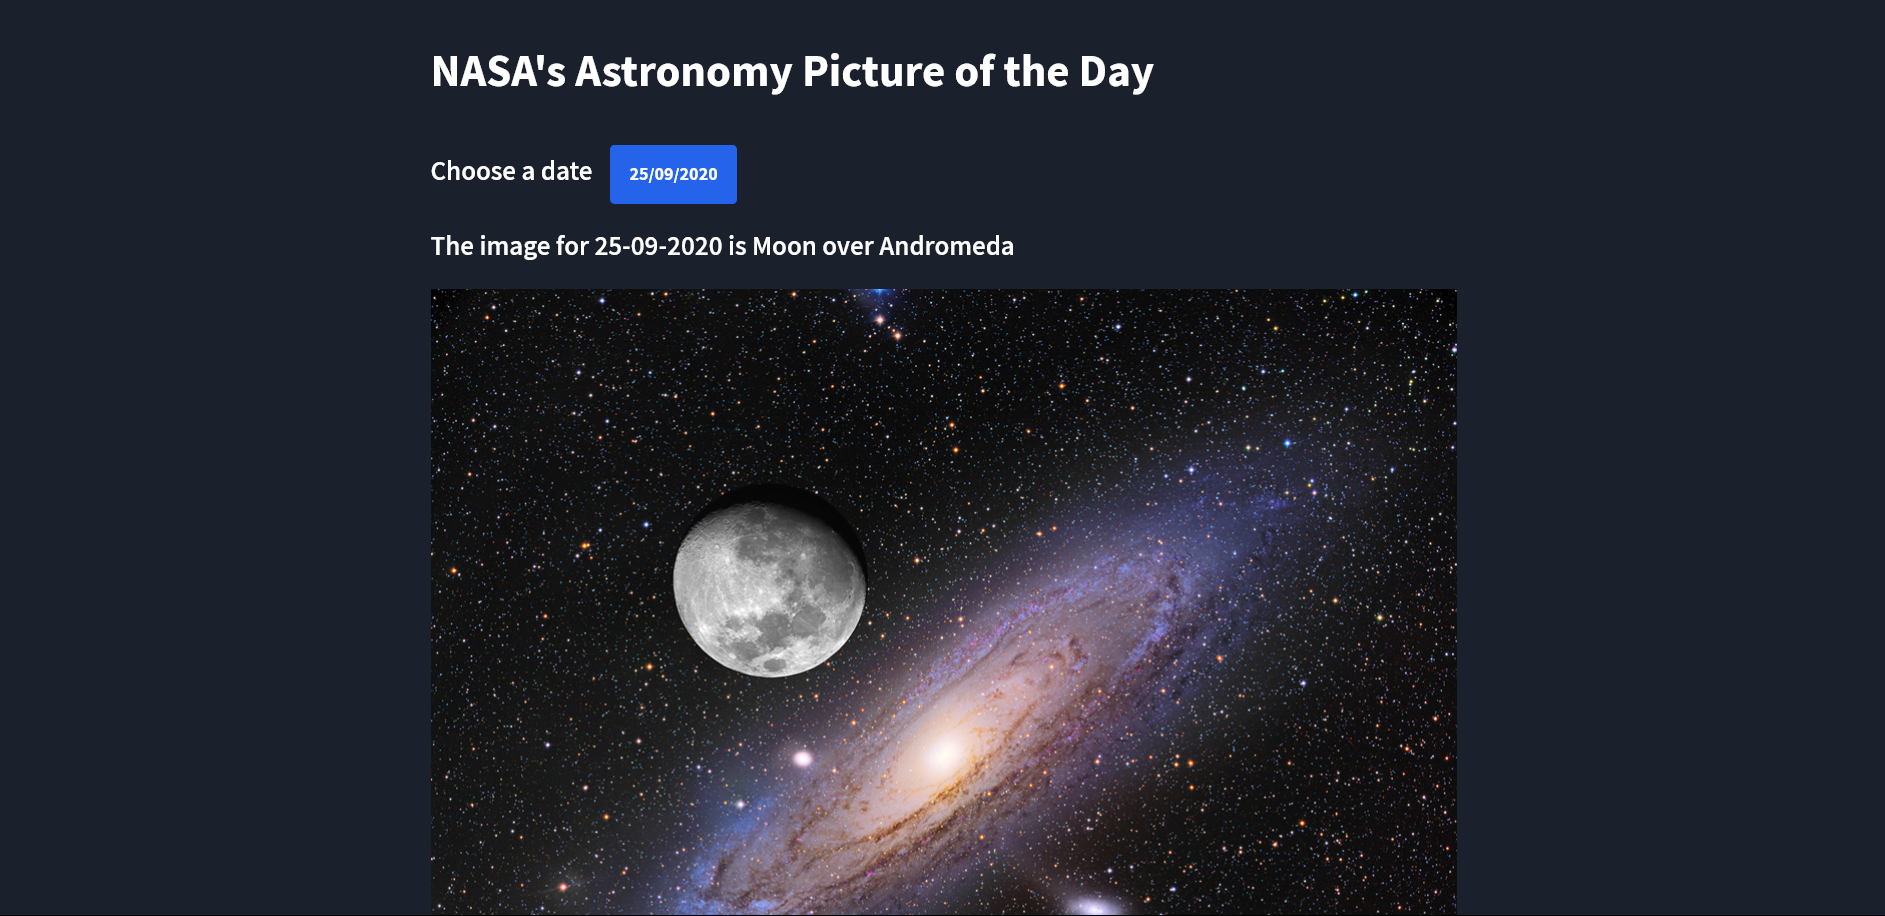 NASA's Astronomy Picture of the Day
Choose a date 25/09/2020
The image for 25-09-2020 is Moon over Andromeda